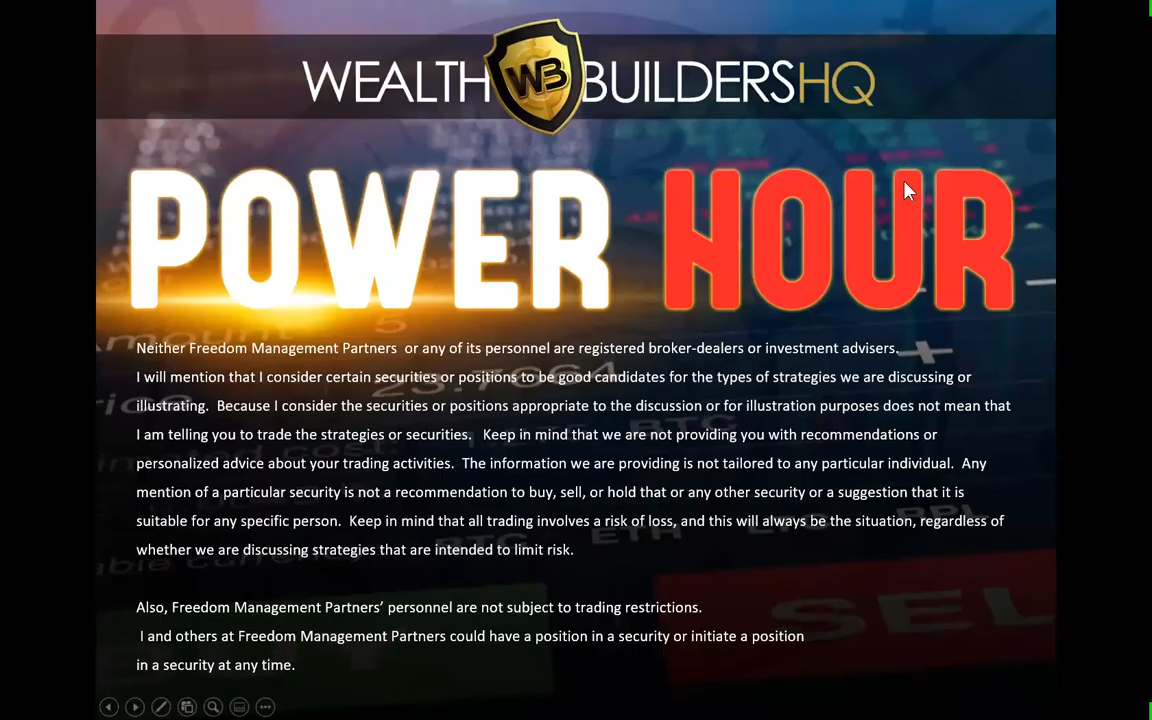 WEALTH WB BUILDERSHQ
POWER HOUR
Neither Freedom Management Partners or any of its personnel are registered broker-dealers or investment advisers.
I will mention that I consider certain securities or positions to be good candidates for the types of strategies we are discussing or
illustrating. Because I consider the securities or positions appropriate to the discussion or for illustration purposes does not mean that
I am telling you to trade the strategies or securities. Keep in mind that we are not providing you with recommendations or
personalized advice about your trading activities. The information we are providing is not tailored to any particular individual. Any
mention of a particular security is not a recommendation to buy, sell, or hold that or any other security or a suggestion that it is
suitable for any specific person. Keep in mind that all trading involves a risk of loss, and this will always be the situation, regardless of
whether we are discussing strategies that are intended to limit risk.
Also, Freedom Management Partners’ personnel are not subject to trading restrictions.
I and others at Freedom Management Partners could have a position in a security or initiate a position
in a security at any time.